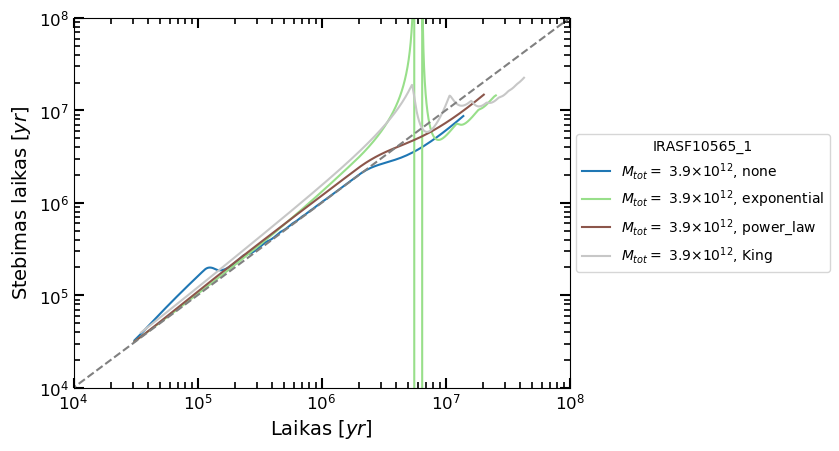 10^8
10^7
10^6
10^5
10^4
Stebimas laikas [yr]
10^4 10^5 10^6 10^7 10^8
Laikas [yr]
IRASF10565_1
M_tot = 3.9×10^12, none
M_tot = 3.9×10^12, exponential
M_tot = 3.9×10^12, power_law
M_tot = 3.9×10^12, King